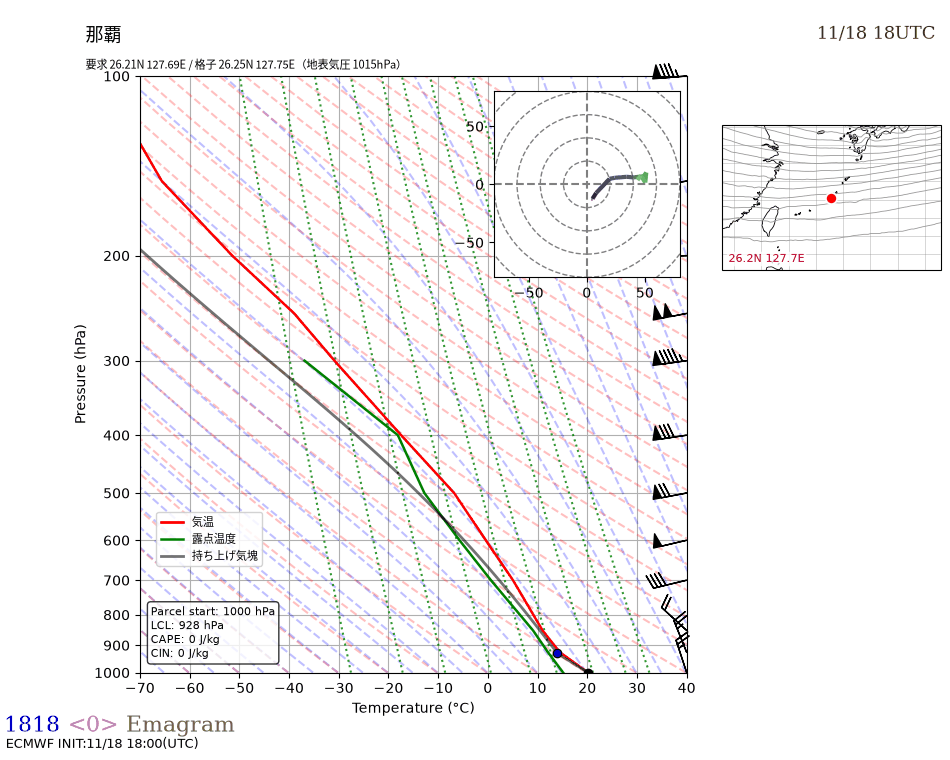 那覇
11/18 18UTC
要求 26.21N 127.69E / 格子 26.25N 127.75E（地表気圧 1015hPa）
100
200
300
400
500
600
700
800
900
1000
Pressure (hPa)
−70 −60 −50 −40 −30 −20 −10 0 10 20 30 40
Temperature (°C)
50
0
−50
−50 0 50
気温
露点温度
持ち上げ気塊
Parcel start: 1000 hPa
LCL: 928 hPa
CAPE: 0 J/kg
CIN: 0 J/kg
26.2N 127.7E
1818 <0> Emagram
ECMWF INIT:11/18 18:00(UTC)